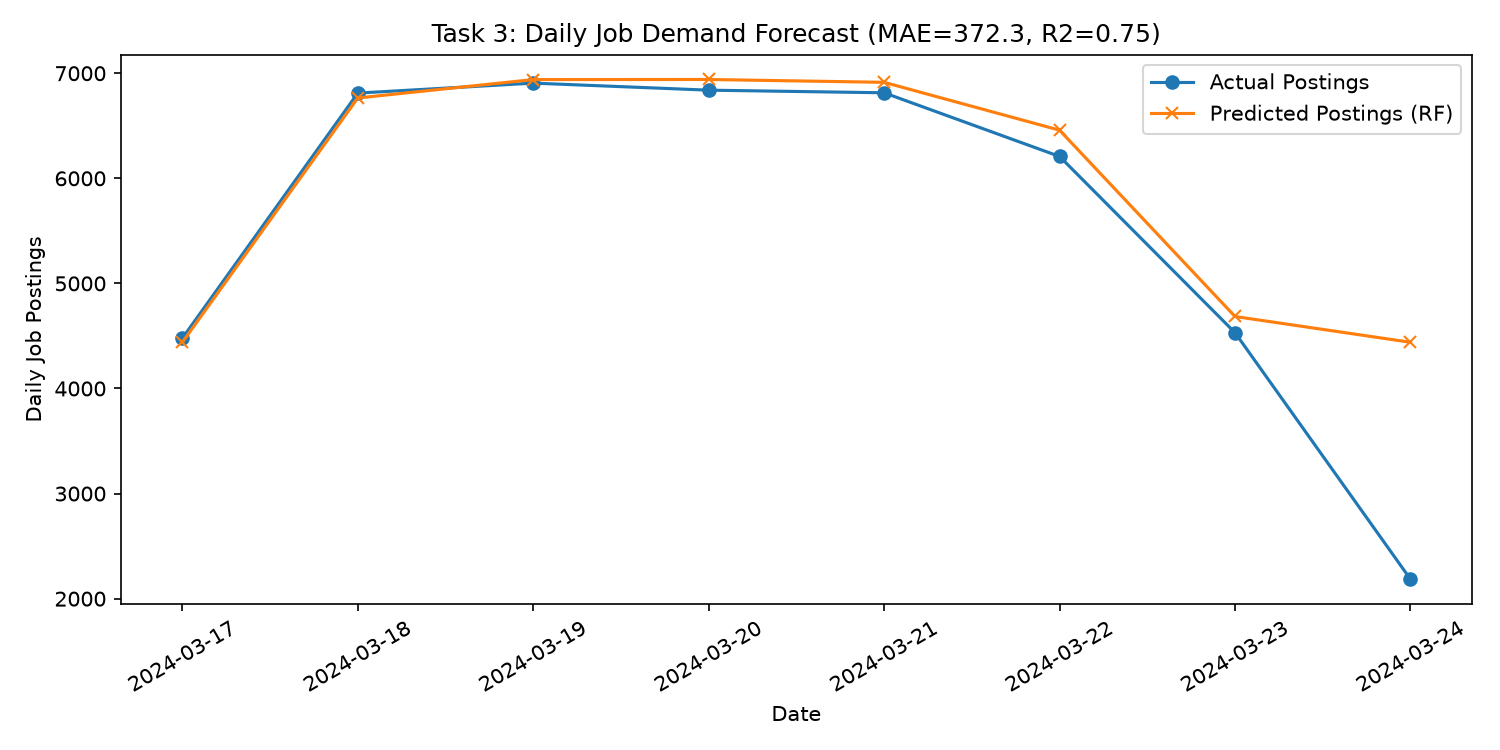 Task 3: Daily Job Demand Forecast (MAE=372.3, R2=0.75)
Actual Postings
Predicted Postings (RF)
Daily Job Postings
7000
6000
5000
4000
3000
2000
2024-03-17
2024-03-18
2024-03-19
2024-03-20
2024-03-21
2024-03-22
2024-03-23
2024-03-24
Date